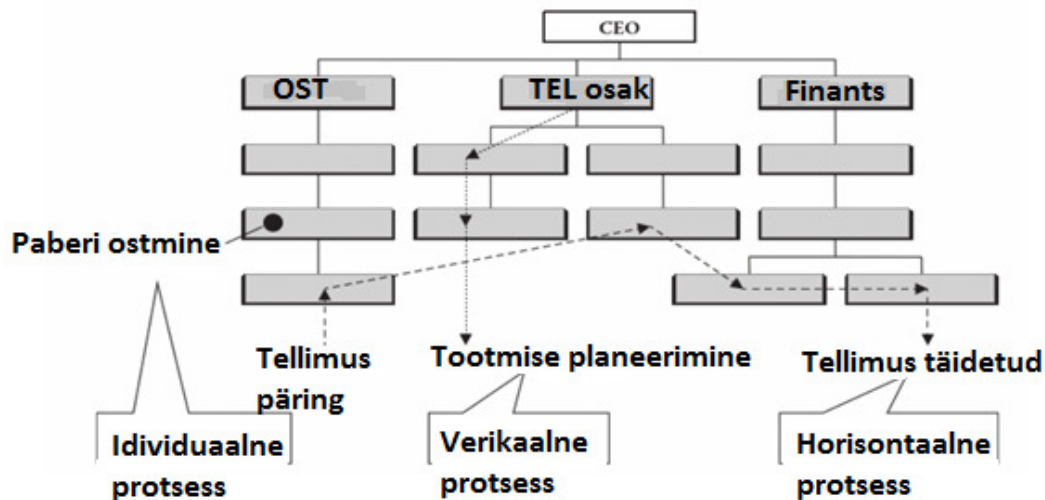 CEO
OST
TEL osak
Finants
Paberi ostmine
Tellimus
päring
Tootmise planeerimine
Tellimus täidetud
Idividuaalne
protsess
Verikaalne
protsess
Horisontaalne
protsess